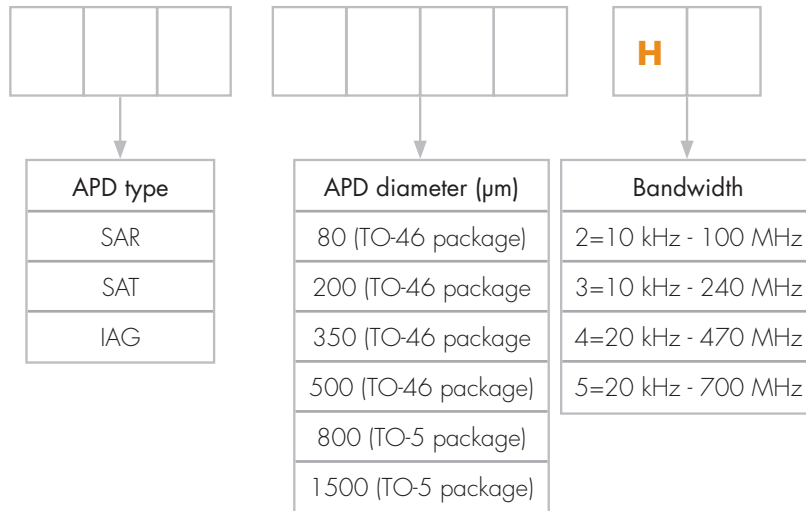 H
APD type
SAR
SAT
IAG
APD diameter (µm)
80 (TO-46 package)
200 (TO-46 package
350 (TO-46 package
500 (TO-46 package)
800 (TO-5 package)
1500 (TO-5 package)
Bandwidth
2=10 kHz - 100 MHz
3=10 kHz - 240 MHz
4=20 kHz - 470 MHz
5=20 kHz - 700 MHz